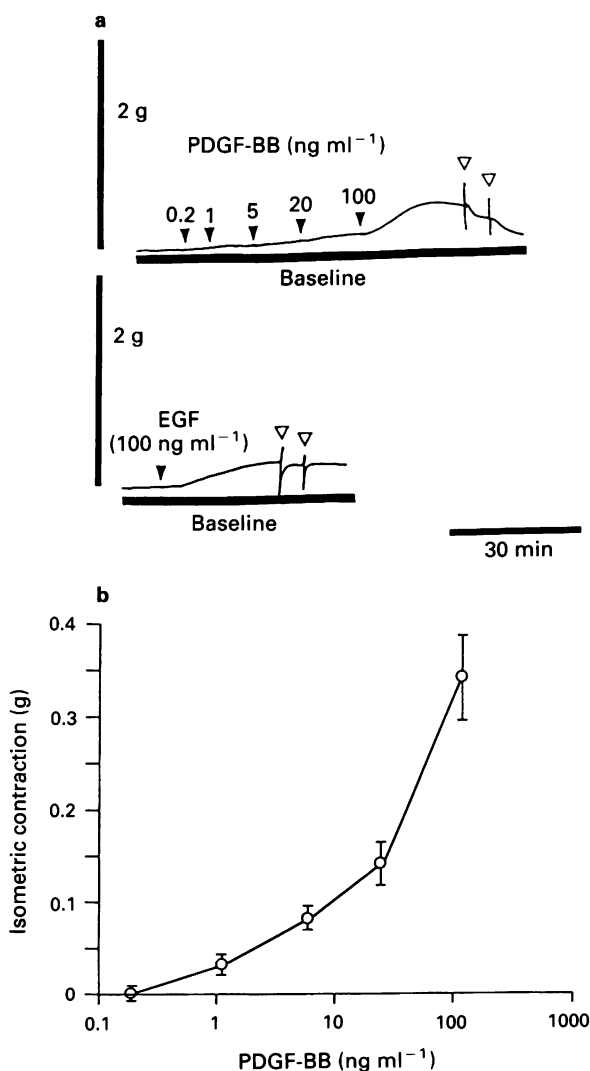 a
2 g
PDGF-BB (ng ml⁻¹)
0.2 1 5 20 100
Baseline
2 g
EGF
(100 ng ml⁻¹)
Baseline
30 min
b
0.4
0.3
0.2
0.1
0
Isometric contraction (g)
0.1 1 10 100 1000
PDGF-BB (ng ml⁻¹)